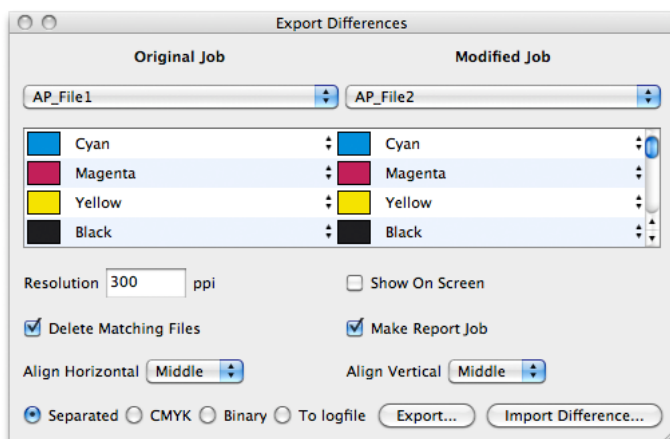 Export Differences
Original Job Modified Job
AP_File1 AP_File2
Cyan Cyan
Magenta Magenta
Yellow Yellow
Black Black
Resolution 300 ppi Show On Screen
Delete Matching Files Make Report Job
Align Horizontal Middle Align Vertical Middle
Separated CMYK Binary To logfile Export... Import Difference...